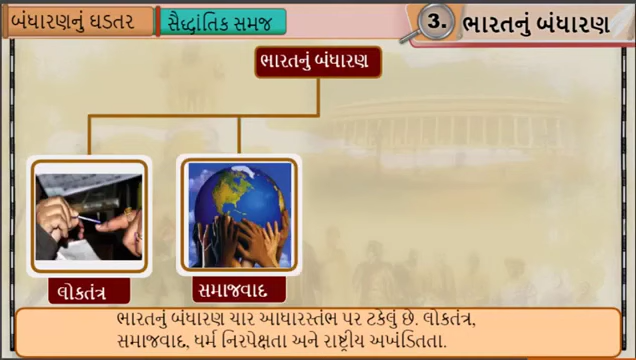 બંધારણનું ઘડતર
સૈદ્ધાંતિક સમજ
3. ભારતનું બંધારણ
ભારતનું બંધારણ
લોકતંત્ર
સમાજવાદ
ભારતનું બંધારણ ચાર આધારસ્તંભ પર ટકેલું છે. લોકતંત્ર,
સમાજવાદ, ધર્મ નિરપેક્ષતા અને રાષ્ટ્રીય અખંડિતતા.